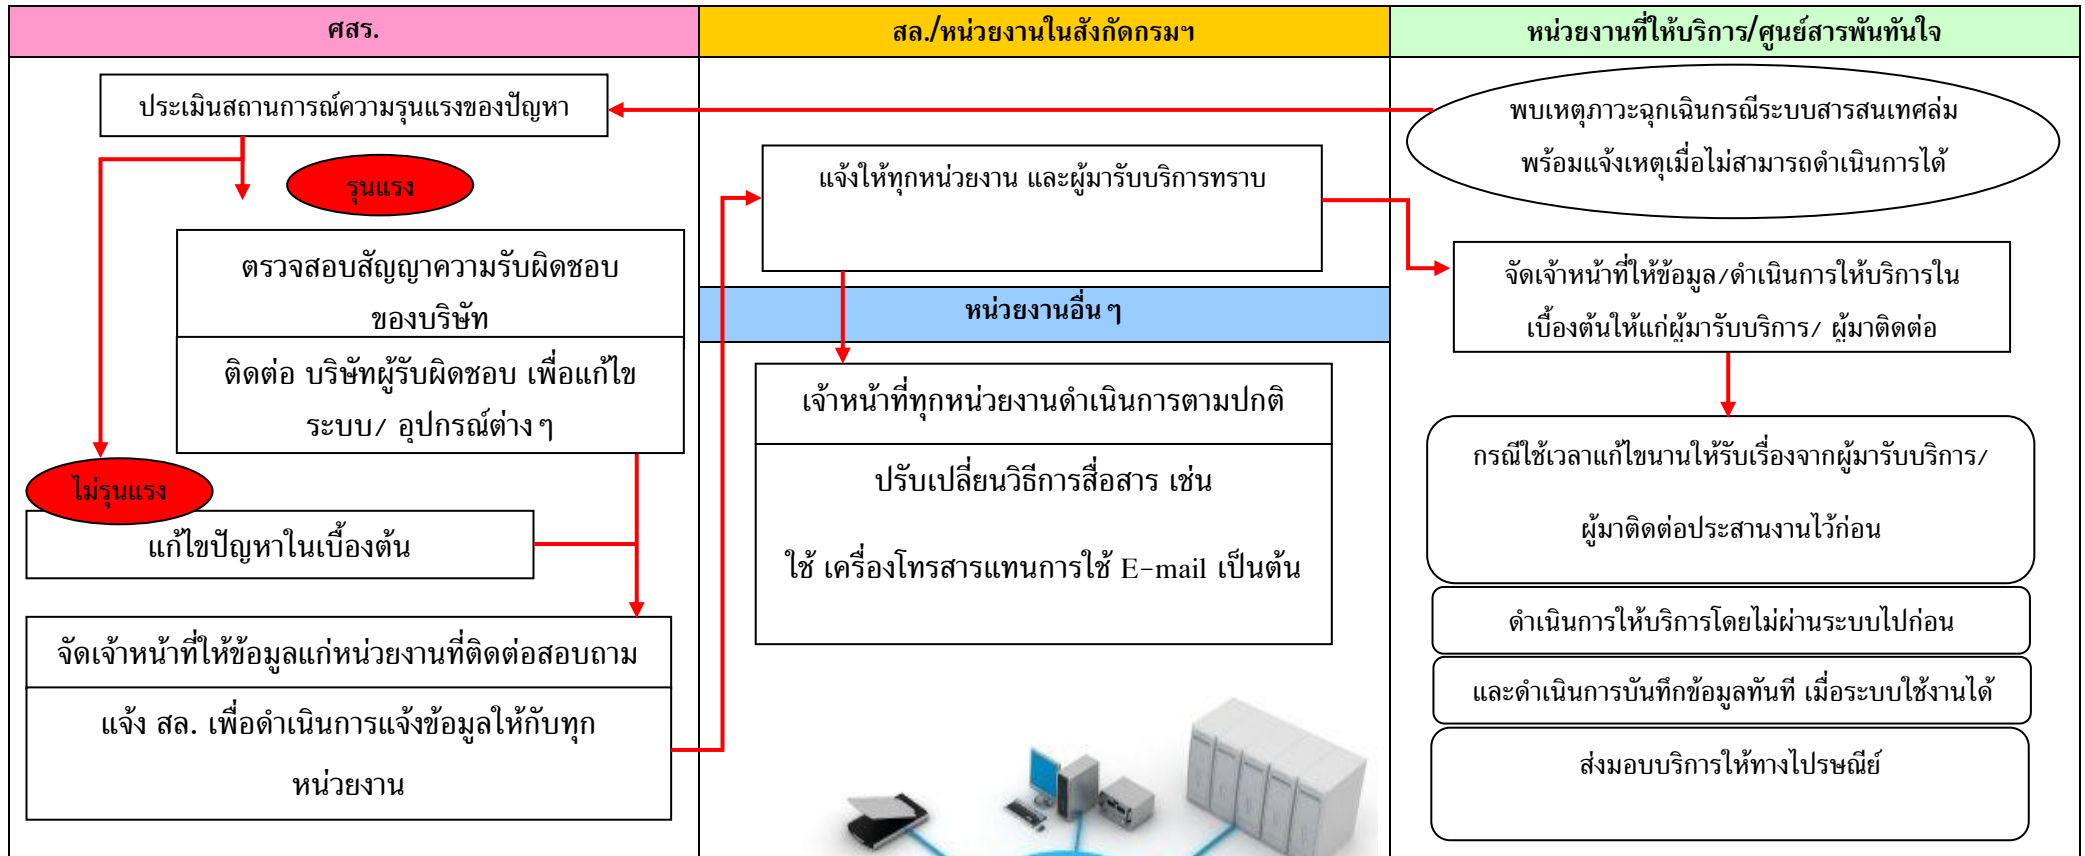 ศสร.
สล./หน่วยงานในสังกัดกรมฯ
หน่วยงานที่ให้บริการ/ศูนย์สารพันทันใจ
ประเมินสถานการณ์ความรุนแรงของปัญหา
รุนแรง
ตรวจสอบสัญญาความรับผิดชอบ
ของบริษัท
ติดต่อ บริษัทผู้รับผิดชอบ เพื่อแก้ไข
ระบบ/ อุปกรณ์ต่าง ๆ
ไม่รุนแรง
แก้ไขปัญหาในเบื้องต้น
จัดเจ้าหน้าที่ให้ข้อมูลแก่หน่วยงานที่ติดต่อสอบถาม
แจ้ง สล. เพื่อดำเนินการแจ้งข้อมูลให้กับทุก
หน่วยงาน
แจ้งให้ทุกหน่วยงาน และผู้มารับบริการทราบ
หน่วยงานอื่น ๆ
เจ้าหน้าที่ทุกหน่วยงานดำเนินการตามปกติ
ปรับเปลี่ยนวิธีการสื่อสาร เช่น
ใช้ เครื่องโทรสารแทนการใช้ E-mail เป็นต้น
พบเหตุภาวะฉุกเฉินกรณีระบบสารสนเทศล่ม
พร้อมแจ้งเหตุเมื่อไม่สามารถดำเนินการได้
จัดเจ้าหน้าที่ให้ข้อมูล/ดำเนินการให้บริการใน
เบื้องต้นให้แก่ผู้มารับบริการ/ ผู้มาติดต่อ
กรณีใช้เวลาแก้ไขนานให้รับเรื่องจากผู้มารับบริการ/
ผู้มาติดต่อประสานงานไว้ก่อน
ดำเนินการให้บริการโดยไม่ผ่านระบบไปก่อน
และดำเนินการบันทึกข้อมูลทันที เมื่อระบบใช้งานได้
ส่งมอบบริการให้ทางไปรษณีย์